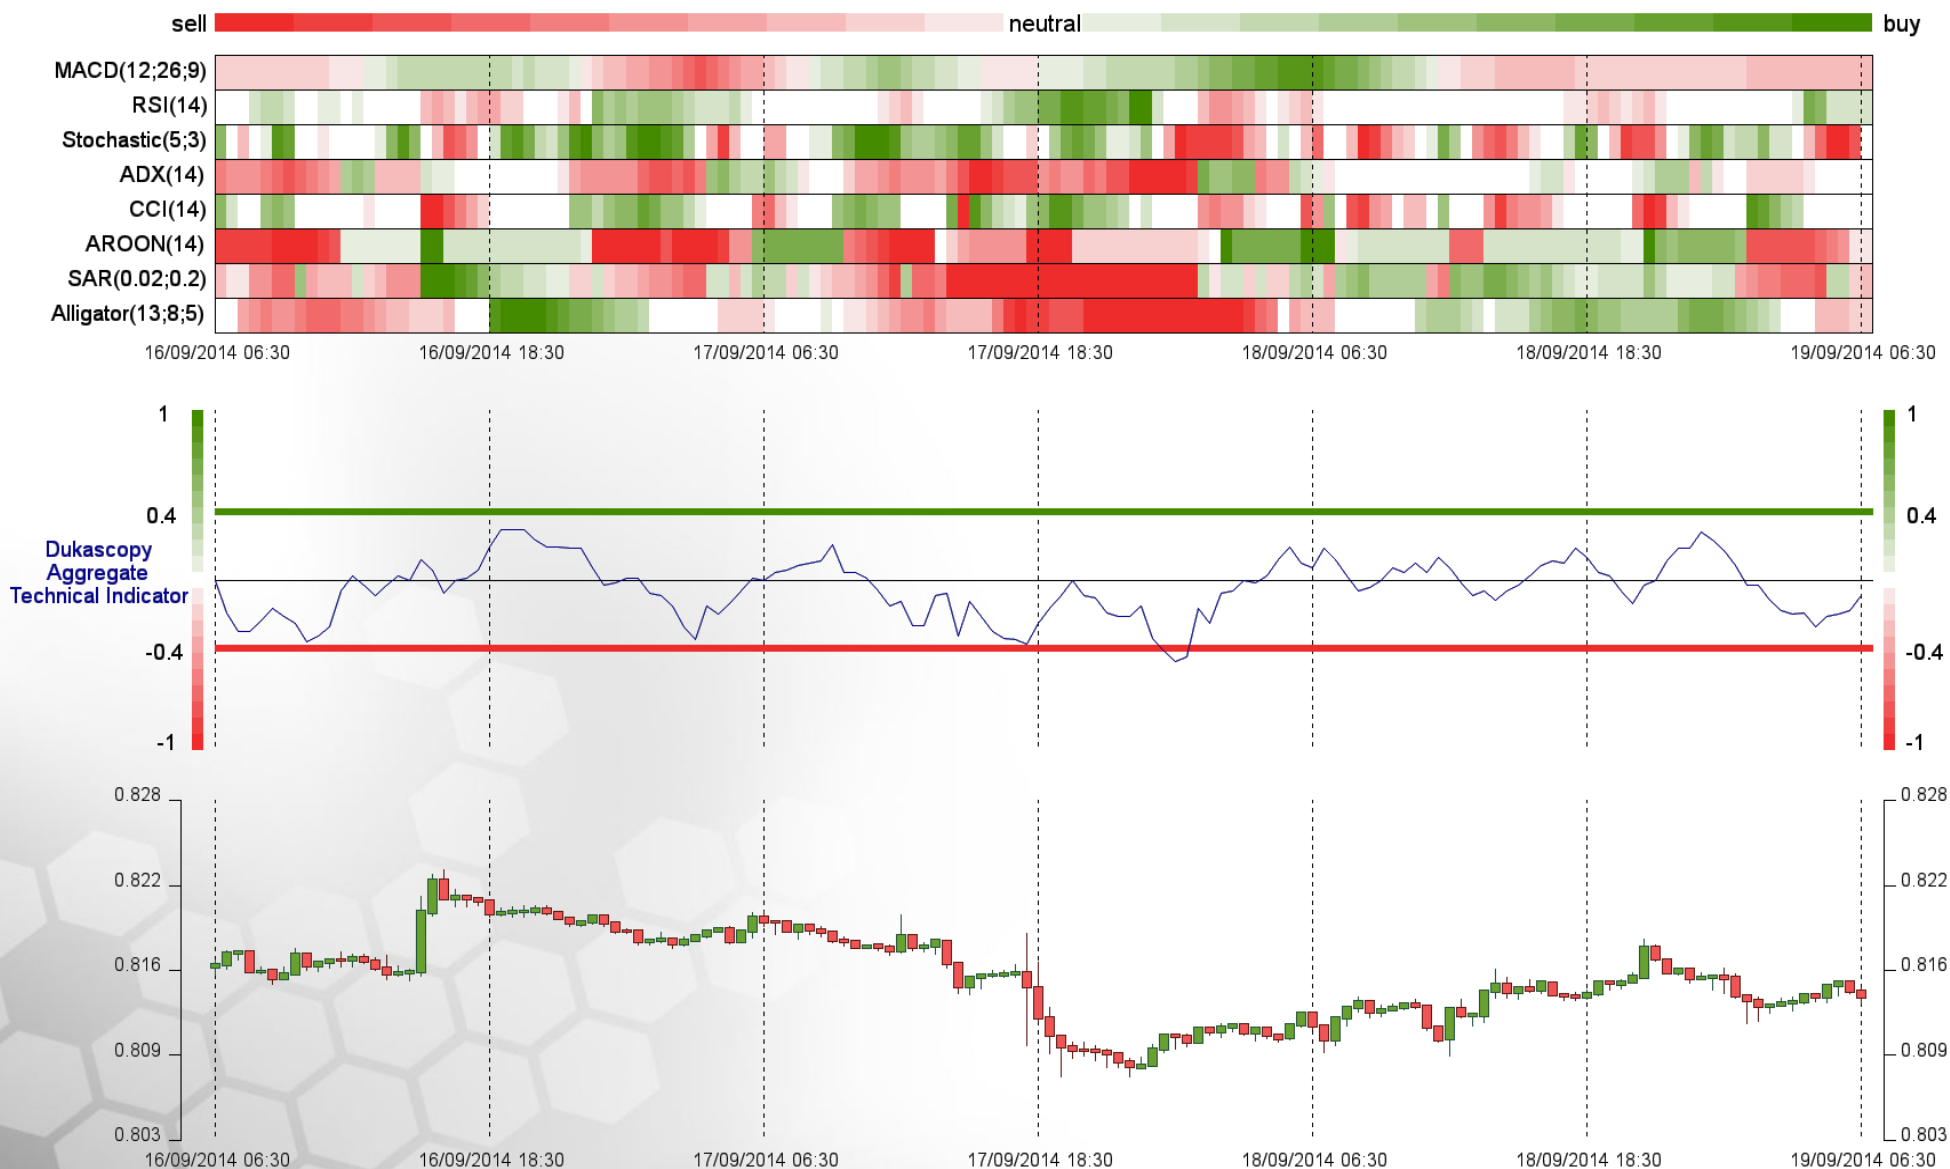 sell neutral buy
MACD(12;26;9)
RSI(14)
Stochastic(5;3)
ADX(14)
CCI(14)
AROON(14)
SAR(0.02;0.2)
Alligator(13;8;5)
16/09/2014 06:30 16/09/2014 18:30 17/09/2014 06:30 17/09/2014 18:30 18/09/2014 06:30 18/09/2014 18:30 19/09/2014 06:30
1 1
0.4 0.4
Dukascopy
Aggregate
Technical Indicator
-0.4 -0.4
-1 -1
0.828 0.828
0.822 0.822
0.816 0.816
0.809 0.809
0.803 0.803
16/09/2014 06:30 16/09/2014 18:30 17/09/2014 06:30 17/09/2014 18:30 18/09/2014 06:30 18/09/2014 18:30 19/09/2014 06:30